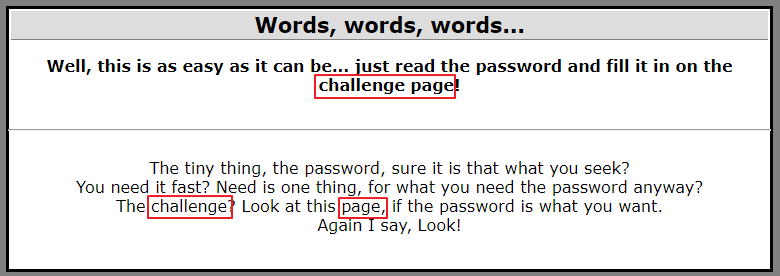 Words, words, words...
Well, this is as easy as it can be... just read the password and fill it in on the
challenge page!
The tiny thing, the password, sure it is that what you seek?
You need it fast? Need is one thing, for what you need the password anyway?
The challenge? Look at this page, if the password is what you want.
Again I say, Look!